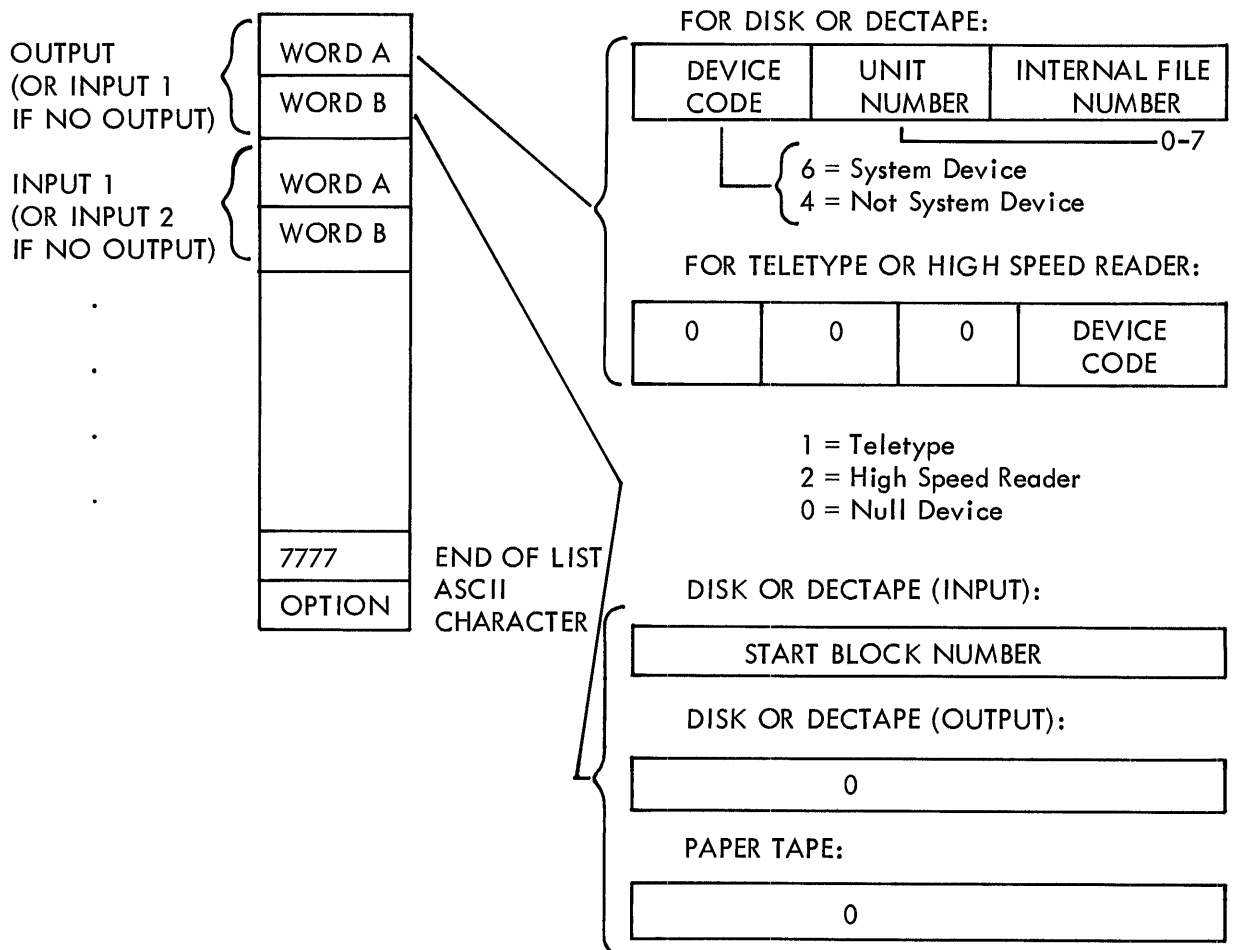 OUTPUT
(OR INPUT 1
IF NO OUTPUT)
WORD A
WORD B
INPUT 1
(OR INPUT 2
IF NO OUTPUT)
WORD A
WORD B
.
.
.
.
7777
END OF LIST
OPTION
ASCII
CHARACTER
FOR DISK OR DECTAPE:
DEVICE
CODE
UNIT
NUMBER
INTERNAL FILE
NUMBER
0-7
6 = System Device
4 = Not System Device
FOR TELETYPE OR HIGH SPEED READER:
0
0
0
DEVICE
CODE
1 = Teletype
2 = High Speed Reader
0 = Null Device
DISK OR DECTAPE (INPUT):
START BLOCK NUMBER
DISK OR DECTAPE (OUTPUT):
0
PAPER TAPE:
0